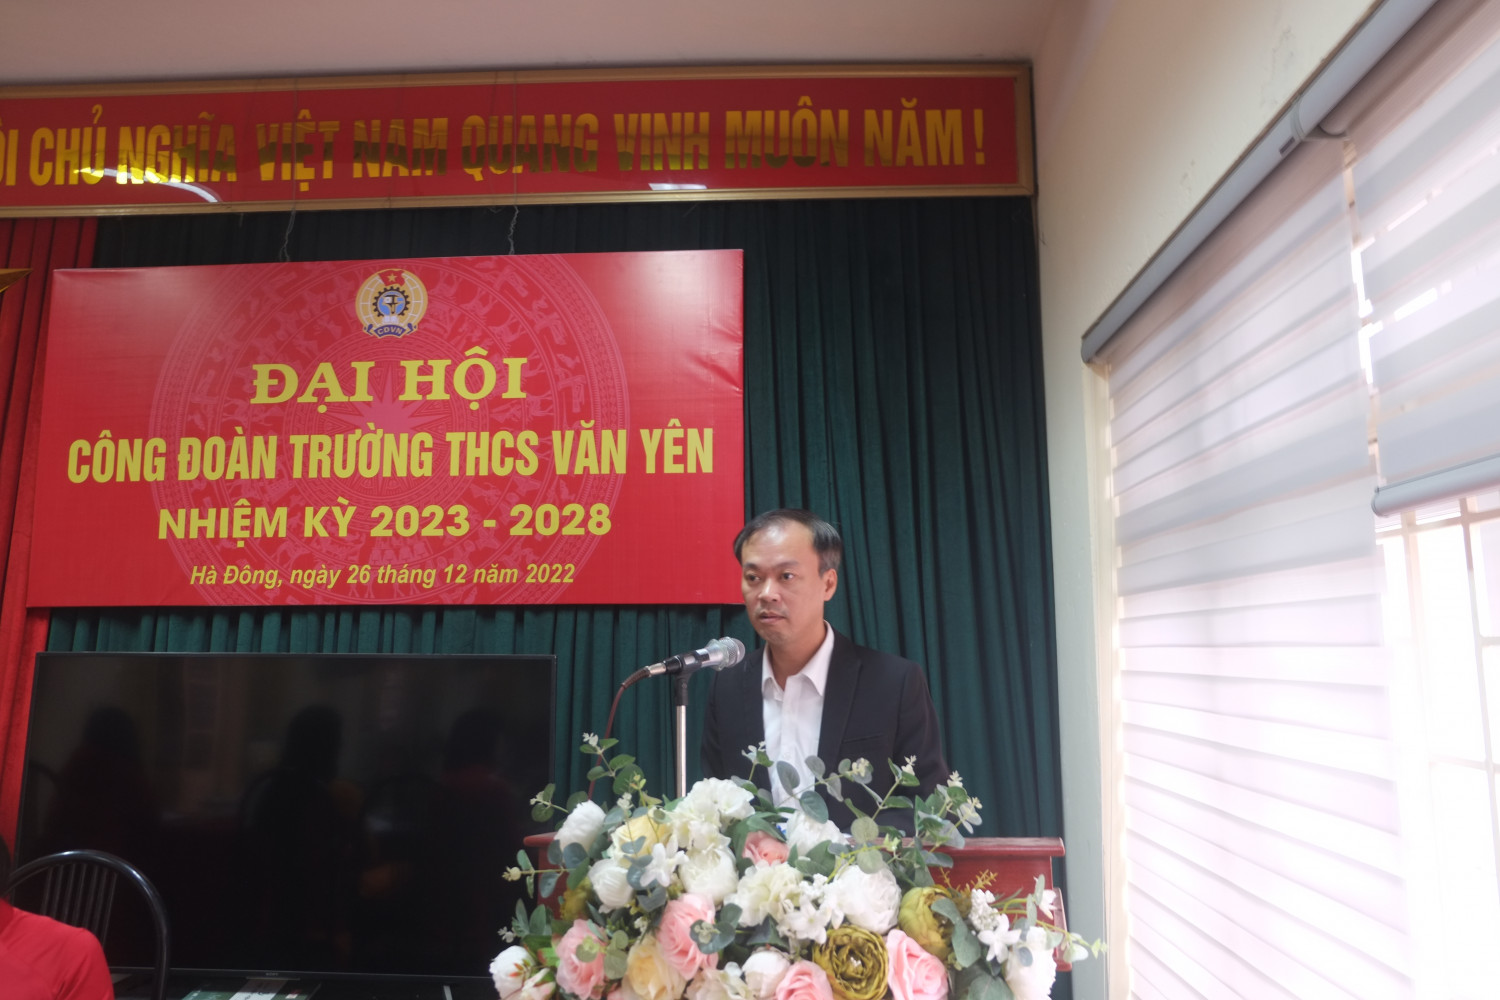 CHỦ NGHĨA VIỆT NAM QUANG VINH MUÔN NĂM !
CĐVN
ĐẠI HỘI
CÔNG ĐOÀN TRƯỜNG THCS VĂN YÊN
NHIỆM KỲ 2023 - 2028
Hà Đông, ngày 26 tháng 12 năm 2022